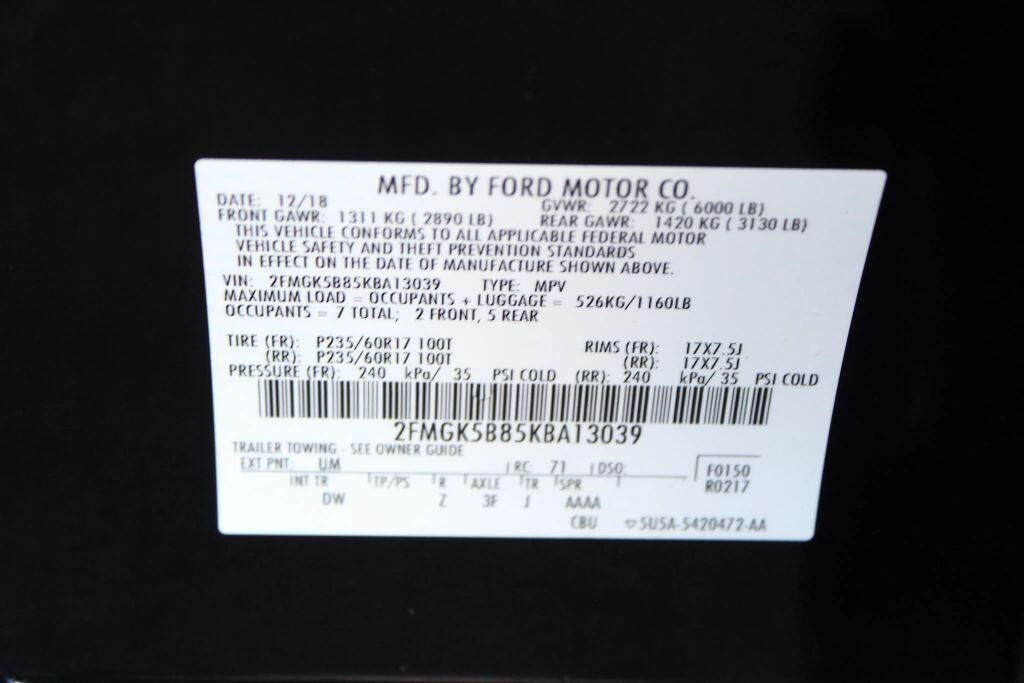 MFD. BY FORD MOTOR CO.
DATE: 12/18 GVWR: 2722 KG ( 6000 LB)
FRONT GAWR: 1311 KG ( 2890 LB) REAR GAWR: 1420 KG ( 3130 LB)
THIS VEHICLE CONFORMS TO ALL APPLICABLE FEDERAL MOTOR
VEHICLE SAFETY AND THEFT PREVENTION STANDARDS
IN EFFECT ON THE DATE OF MANUFACTURE SHOWN ABOVE.
VIN: 2FMGK5B85KBA13039 TYPE: MPV
MAXIMUM LOAD = OCCUPANTS + LUGGAGE = 526KG/1160LB
OCCUPANTS = 7 TOTAL; 2 FRONT, 5 REAR
TIRE (FR): P235/60R17 100T RIMS (FR): 17X7.5J
(RR): P235/60R17 100T (RR): 17X7.5J
PRESSURE (FR): 240 kPa/ 35 PSI COLD (RR): 240 kPa/ 35 PSI COLD
2FMGK5B85KBA13039
TRAILER TOWING - SEE OWNER GUIDE
EXT PNT: UM RC: 71 DSO: F0150
INT TR TP/PS R AXLE TR SPR R0217
DW Z 3F J AAAA
CBU 5U5A-5420472-AA